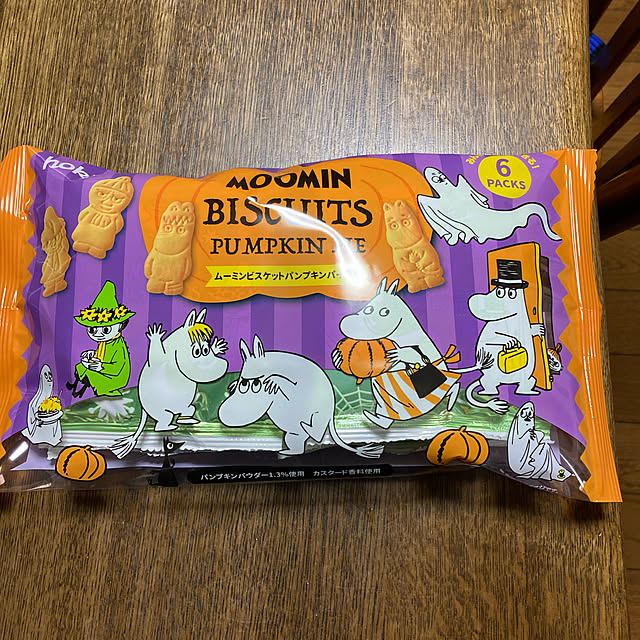 hok
6
PACKS
MOOMIN
BISCUITS
PUMPKIN
ムーミンビスケットパンプキンパ
パンプキンパウダー1.3%使用 カスタード香料使用